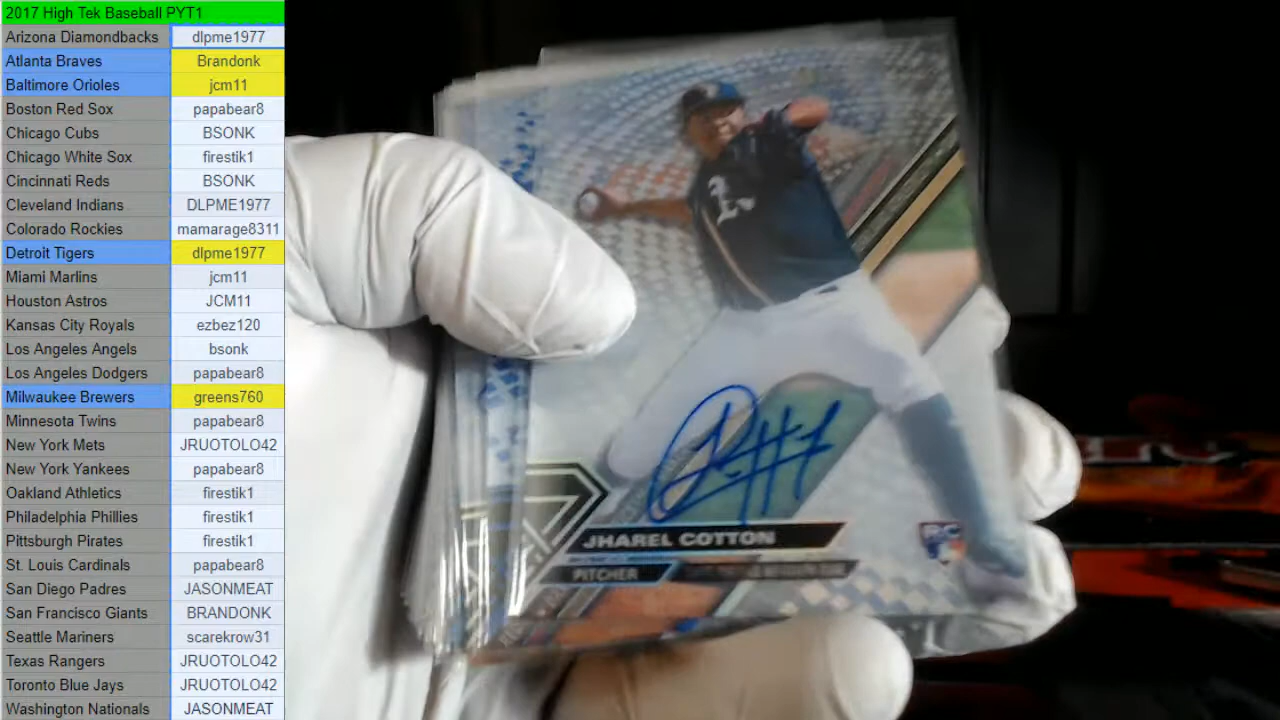 2017 High Tek Baseball PYT1
Arizona Diamondbacks dlpme1977
Atlanta Braves Brandonk
Baltimore Orioles jcm11
Boston Red Sox papabear8
Chicago Cubs BSONK
Chicago White Sox firestik1
Cincinnati Reds BSONK
Cleveland Indians DLPME1977
Colorado Rockies mamarage8311
Detroit Tigers dlpme1977
Miami Marlins jcm11
Houston Astros JCM11
Kansas City Royals ezbez120
Los Angeles Angels bsonk
Los Angeles Dodgers papabear8
Milwaukee Brewers greens760
Minnesota Twins papabear8
New York Mets JRUOTOLO42
New York Yankees papabear8
Oakland Athletics firestik1
Philadelphia Phillies firestik1
Pittsburgh Pirates firestik1
St. Louis Cardinals papabear8
San Diego Padres JASONMEAT
San Francisco Giants BRANDONK
Seattle Mariners scarekrow31
Texas Rangers JRUOTOLO42
Toronto Blue Jays JRUOTOLO42
Washington Nationals JASONMEAT
JHAREL COTTON
RC
PITCHER